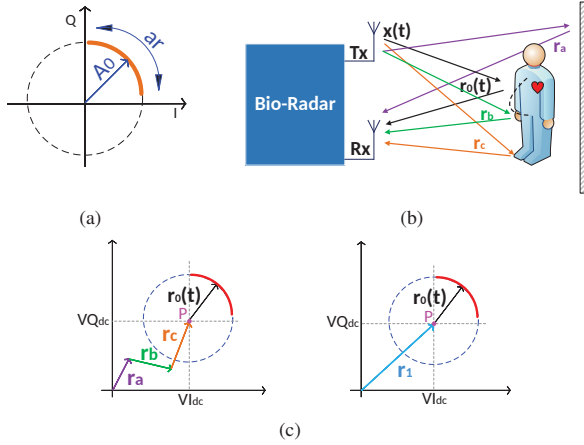 Q
ar
A0
I
(a)
x(t)
Tx
ra
r0(t)
Bio-Radar
rb
Rx
rc
(b)
r0(t)
P
VQdc
rc
rb
ra
VIdc
r0(t)
P
VQdc
r1
VIdc
(c)